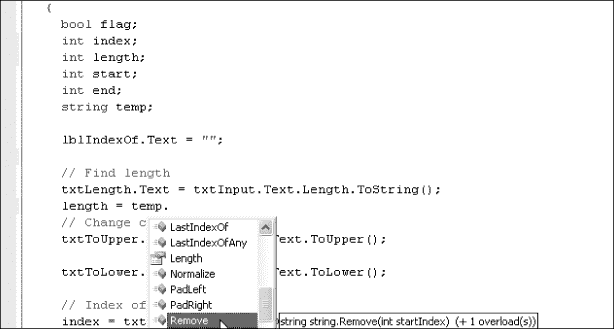 {
bool flag;
int index;
int length;
int start;
int end;
string temp;
lblIndexOf.Text = "";
// Find length
txtLength.Text = txtInput.Text.Length.ToString();
length = temp.
// Change c
LastIndexOf
txtToUpper. Text.ToUpper();
LastIndexOfAny
Length
txtToLower. Text.ToLower();
Normalize
PadLeft
// Index of
PadRight
index = txt
Remove
string string.Remove(int startIndex) (+ 1 overload(s))